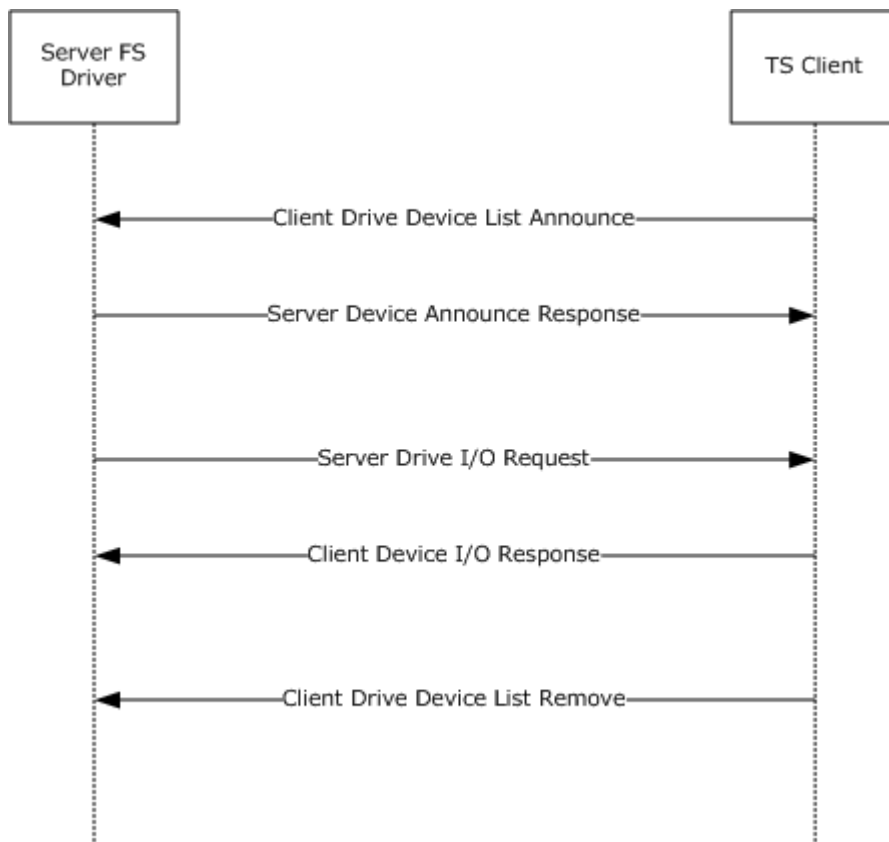 Server FS
Driver
TS Client
Client Drive Device List Announce
Server Device Announce Response
Server Drive I/O Request
Client Device I/O Response
Client Drive Device List Remove